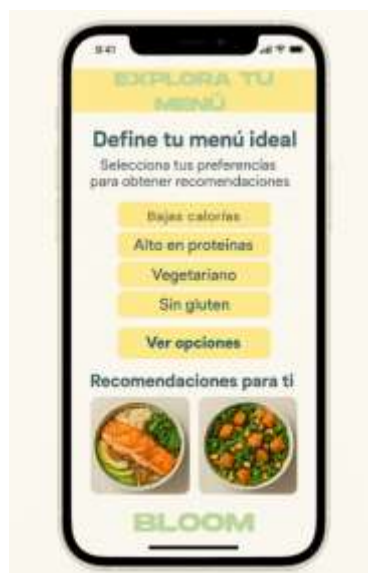 9:41
EXPLORA TU
MENÚ
Define tu menú ideal
Selecciona tus preferencias
para obtener recomendaciones
Bajas calorías
Alto en proteínas
Vegetariano
Sin gluten
Ver opciones
Recomendaciones para ti
BLOOM